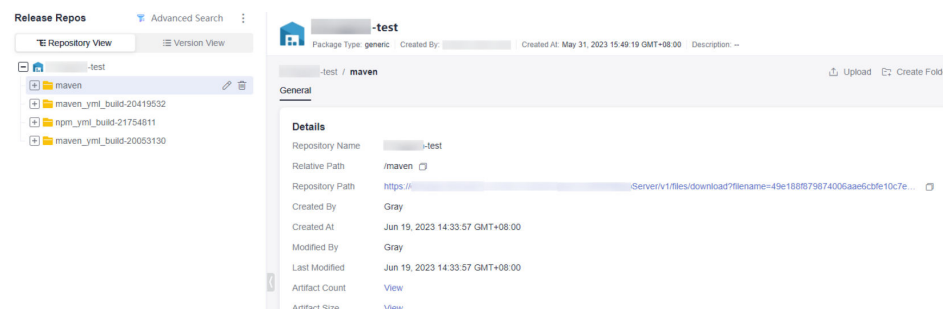 Release Repos
Advanced Search
Repository View
Version View
-test
maven
maven_yml_build-20419532
npm_yml_build-21754811
maven_yml_build-20053130
-test
Package Type: generic Created By: Created At: May 31, 2023 15:49:19 GMT+08:00 Description: --
-test / maven
Upload Create Fold
General
Details
Repository Name -test
Relative Path /maven
Repository Path https:// Server/v1/files/download?filename=49e188f879874006aae6cbfe10c7e...
Created By Gray
Created At Jun 19, 2023 14:33:57 GMT+08:00
Modified By Gray
Last Modified Jun 19, 2023 14:33:57 GMT+08:00
Artifact Count View
Artifact Size View